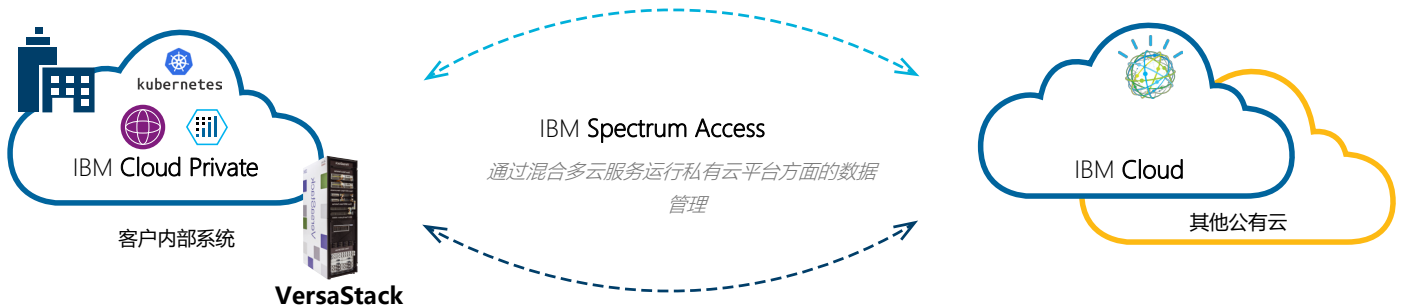 kubernetes
IBM Cloud Private
客户内部系统
VersaStack
VersaStack
IBM Spectrum Access
通过混合多云服务运行私有云平台方面的数据
管理
IBM Cloud
其他公有云